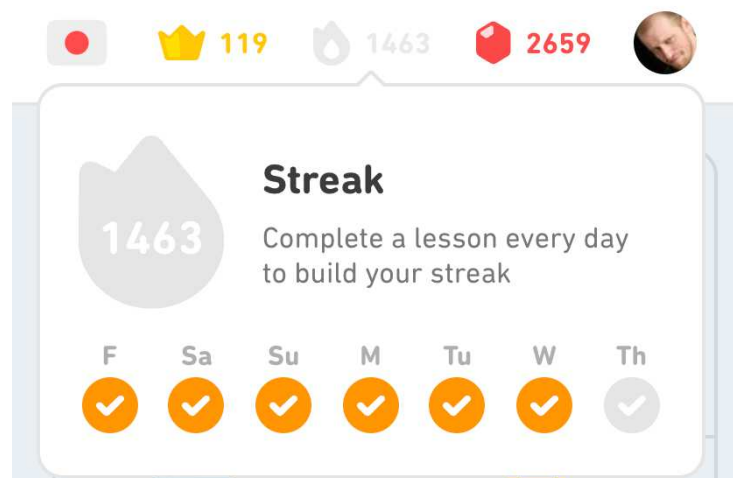 119 1463 2659
1463
Streak
Complete a lesson every day
to build your streak
F Sa Su M Tu W Th